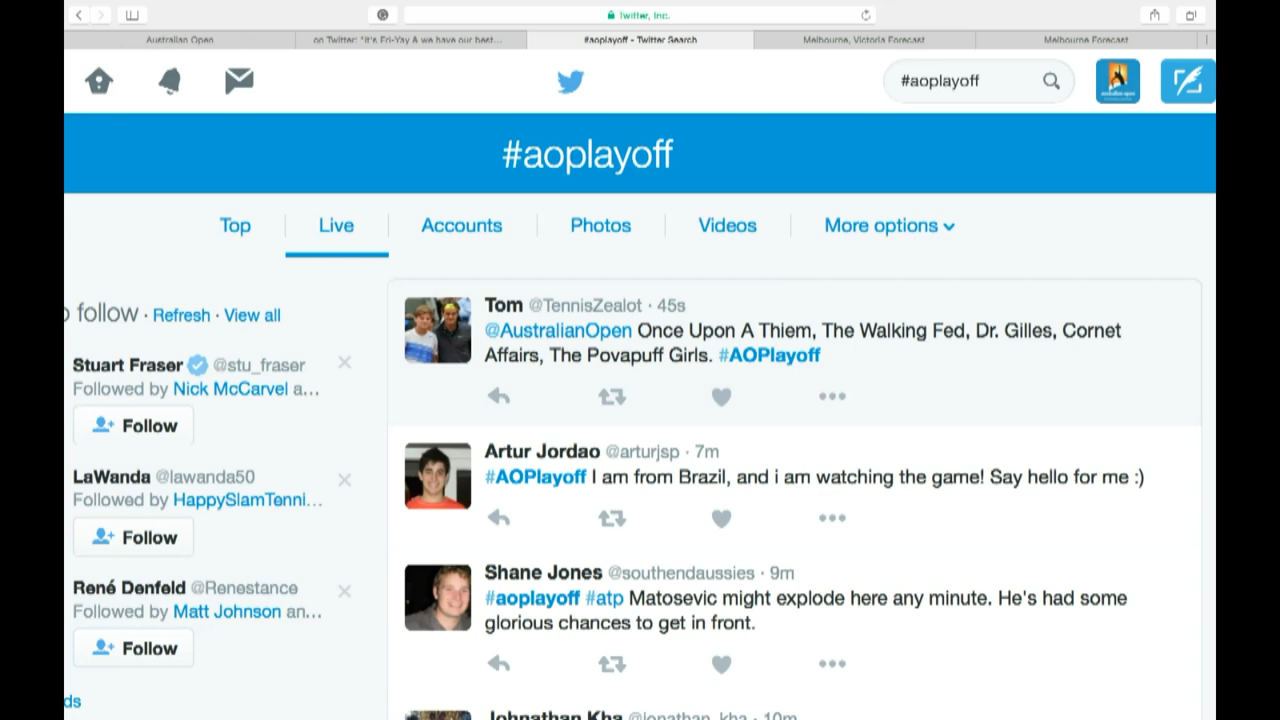 Twitter, Inc.
Australian Open
on Twitter: "It's Fri-Yay & we have our best...
#aoplayoff - Twitter Search
Melbourne, Victoria Forecast
Melbourne Forecast
#aoplayoff
#aoplayoff
Top
Live
Accounts
Photos
Videos
More options
follow · Refresh · View all
Stuart Fraser @stu_fraser
Followed by Nick McCarvel a...
Follow
LaWanda @lawanda50
Followed by HappySlamTenni...
Follow
René Denfeld @Renestance
Followed by Matt Johnson an...
Follow
ds
Tom @TennisZealot · 45s
@AustralianOpen Once Upon A Thiem, The Walking Fed, Dr. Gilles, Cornet
Affairs, The Povapuff Girls. #AOPlayoff
Artur Jordao @arturjsp · 7m
#AOPlayoff I am from Brazil, and i am watching the game! Say hello for me :)
Shane Jones @southendaussies · 9m
#aoplayoff #atp Matosevic might explode here any minute. He's had some
glorious chances to get in front.
Johnathan Kha @jonathan_kha · 10m